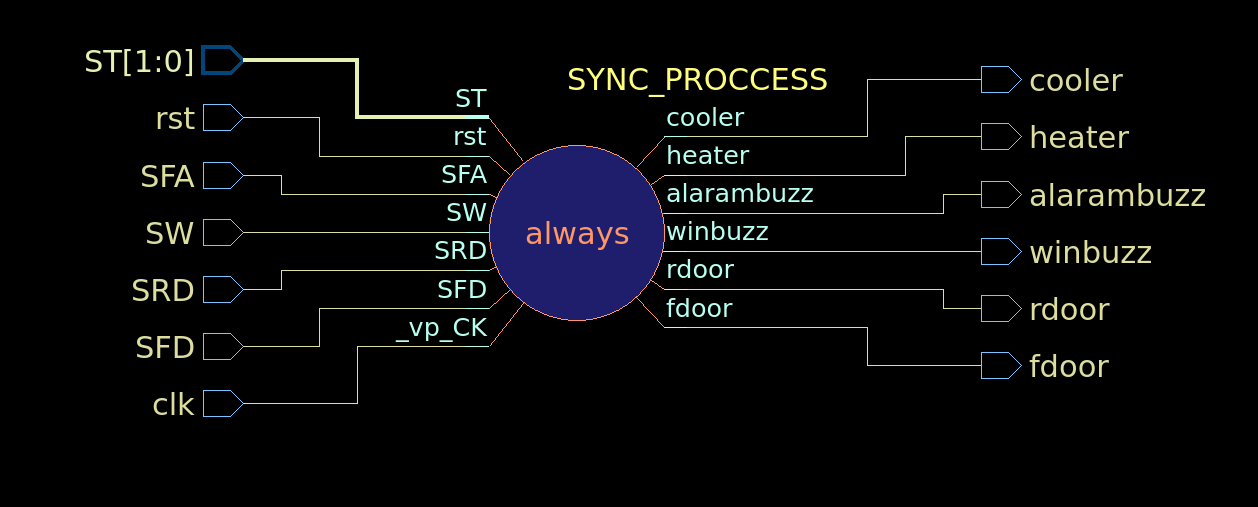 ST[1:0]
rst
SFA
SW
SRD
SFD
clk
ST
rst
SFA
SW
SRD
SFD
_vp_CK
always
SYNC_PROCCESS
cooler
heater
alarambuzz
winbuzz
rdoor
fdoor
cooler
heater
alarambuzz
winbuzz
rdoor
fdoor